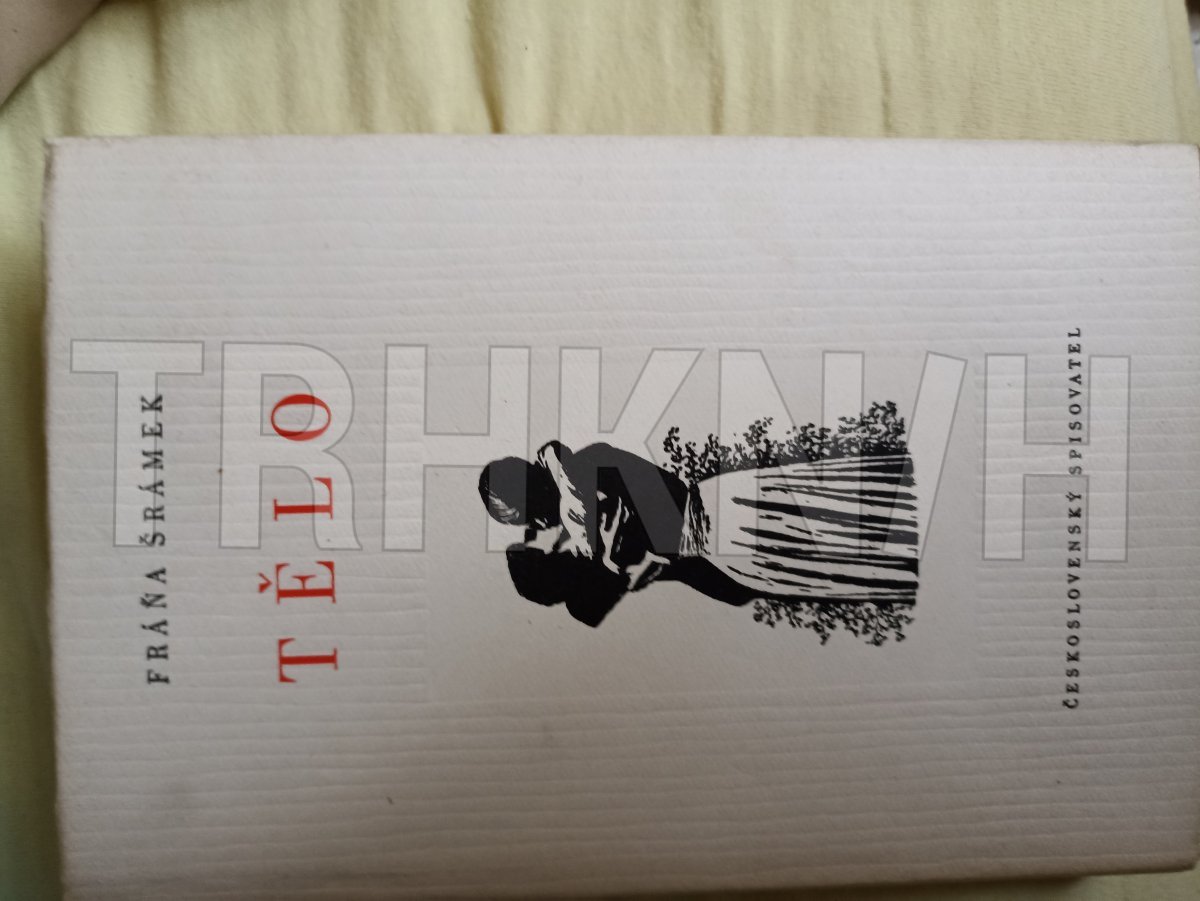 FRÁŇA ŠRÁMEK
TĚLO
ČESKOSLOVENSKÝ SPISOVATEL
TRHKNIH